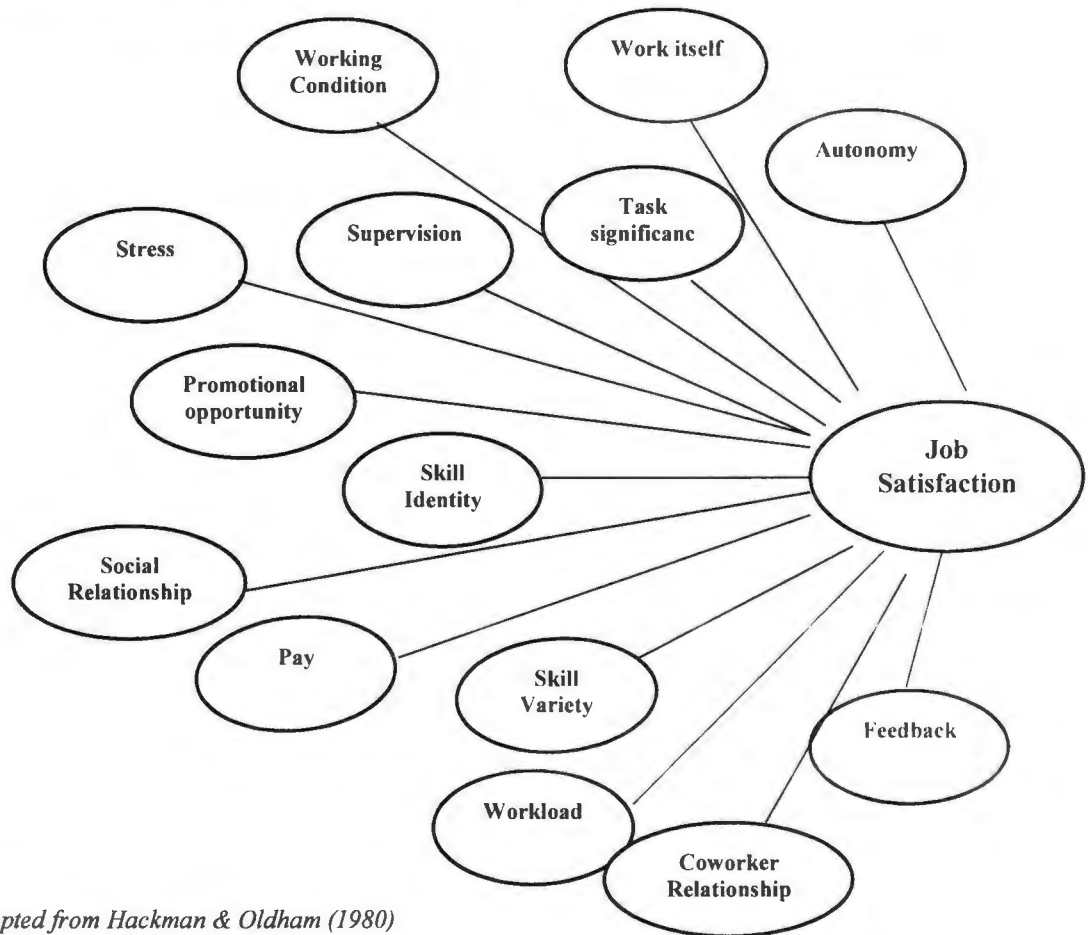 Working
Condition
Work itself
Autonomy
Task
significanc
Supervision
Stress
Promotional
opportunity
Job
Satisfaction
Skill
Identity
Social
Relationship
Pay
Skill
Variety
Feedback
Workload
Coworker
Relationship
pted from Hackman & Oldham (1980)